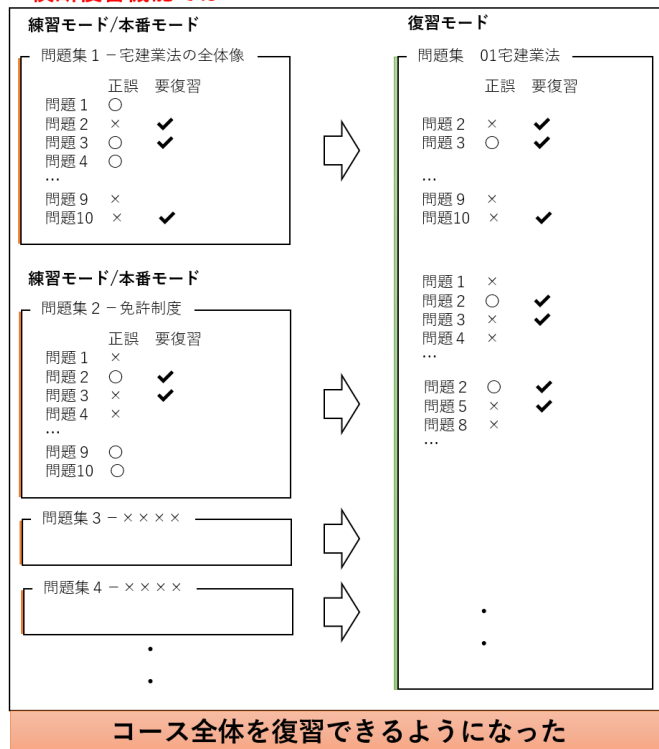 練習モード/本番モード
問題集１－宅建業法の全体像
正誤 要復習
問題１ ○
問題２ × ✔
問題３ ○ ✔
問題４ ○
…
問題９ ×
問題10 × ✔
練習モード/本番モード
問題集２－免許制度
正誤 要復習
問題１ ×
問題２ ○ ✔
問題３ × ✔
問題４ ×
…
問題９ ○
問題10 ○
問題集３－××××
問題集４－××××
・
・
復習モード
問題集 01宅建業法
正誤 要復習
問題２ × ✔
問題３ ○ ✔
…
問題９ ×
問題10 × ✔
問題１ ×
問題２ ○ ✔
問題３ × ✔
問題４ ×
…
問題２ ○ ✔
問題５ × ✔
問題８ ×
…
・
・
コース全体を復習できるようになった